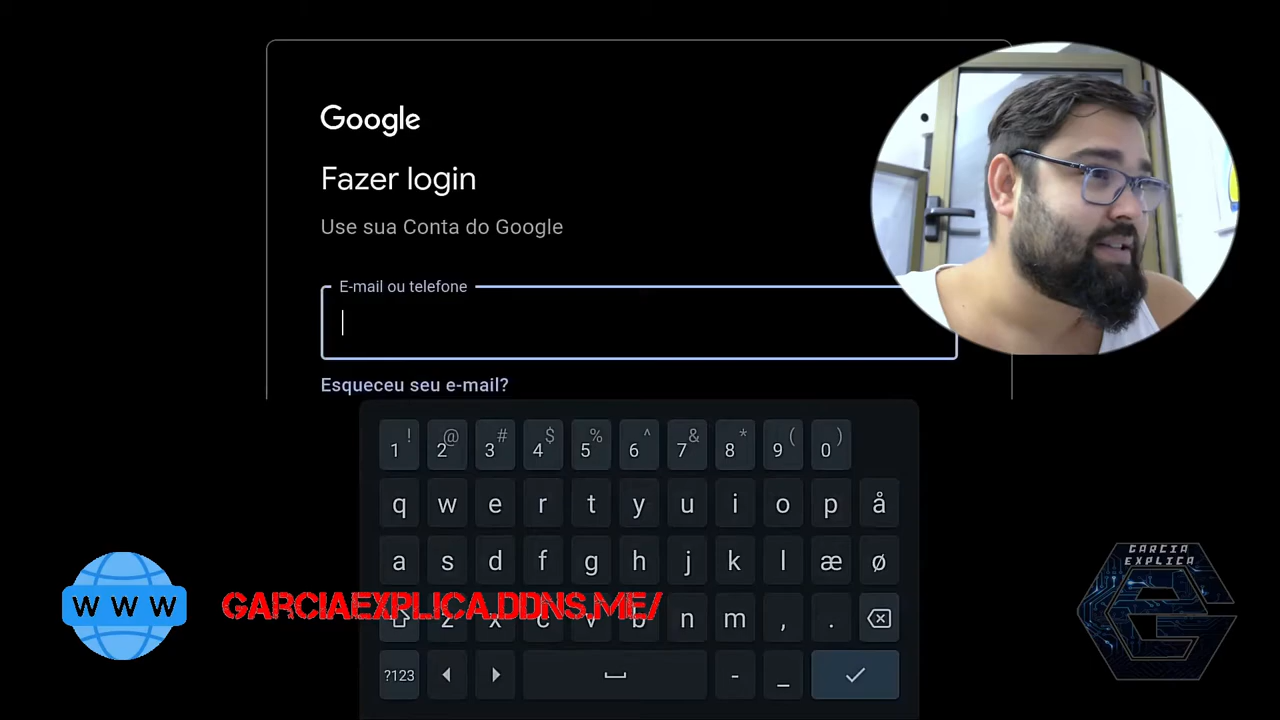 Google
Fazer login
Use sua Conta do Google
E-mail ou telefone
Esqueceu seu e-mail?
1 ! 2 @ 3 # 4 $ 5 % 6 ^ 7 & 8 * 9 ( 0 )
q w e r t y u i o p å
a s d f g h j k l æ ø
z x c v b n m , .
?123 - _
WWW
GARCIAEXPLICA.DDNS.ME/
GARCIA
EXPLICA